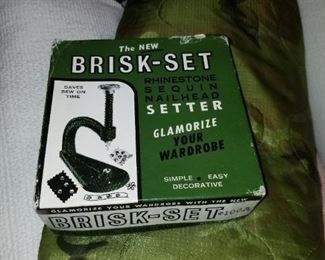 The NEW
BRISK-SET
RHINESTONE
SEQUIN
NAILHEAD
SETTER
SAVES
SEW ON
TIME
GLAMORIZE
YOUR
WARDROBE
SIMPLE • EASY
DECORATIVE
GLAMORIZE YOUR WARDROBE WITH THE NEW
BRISK-SET